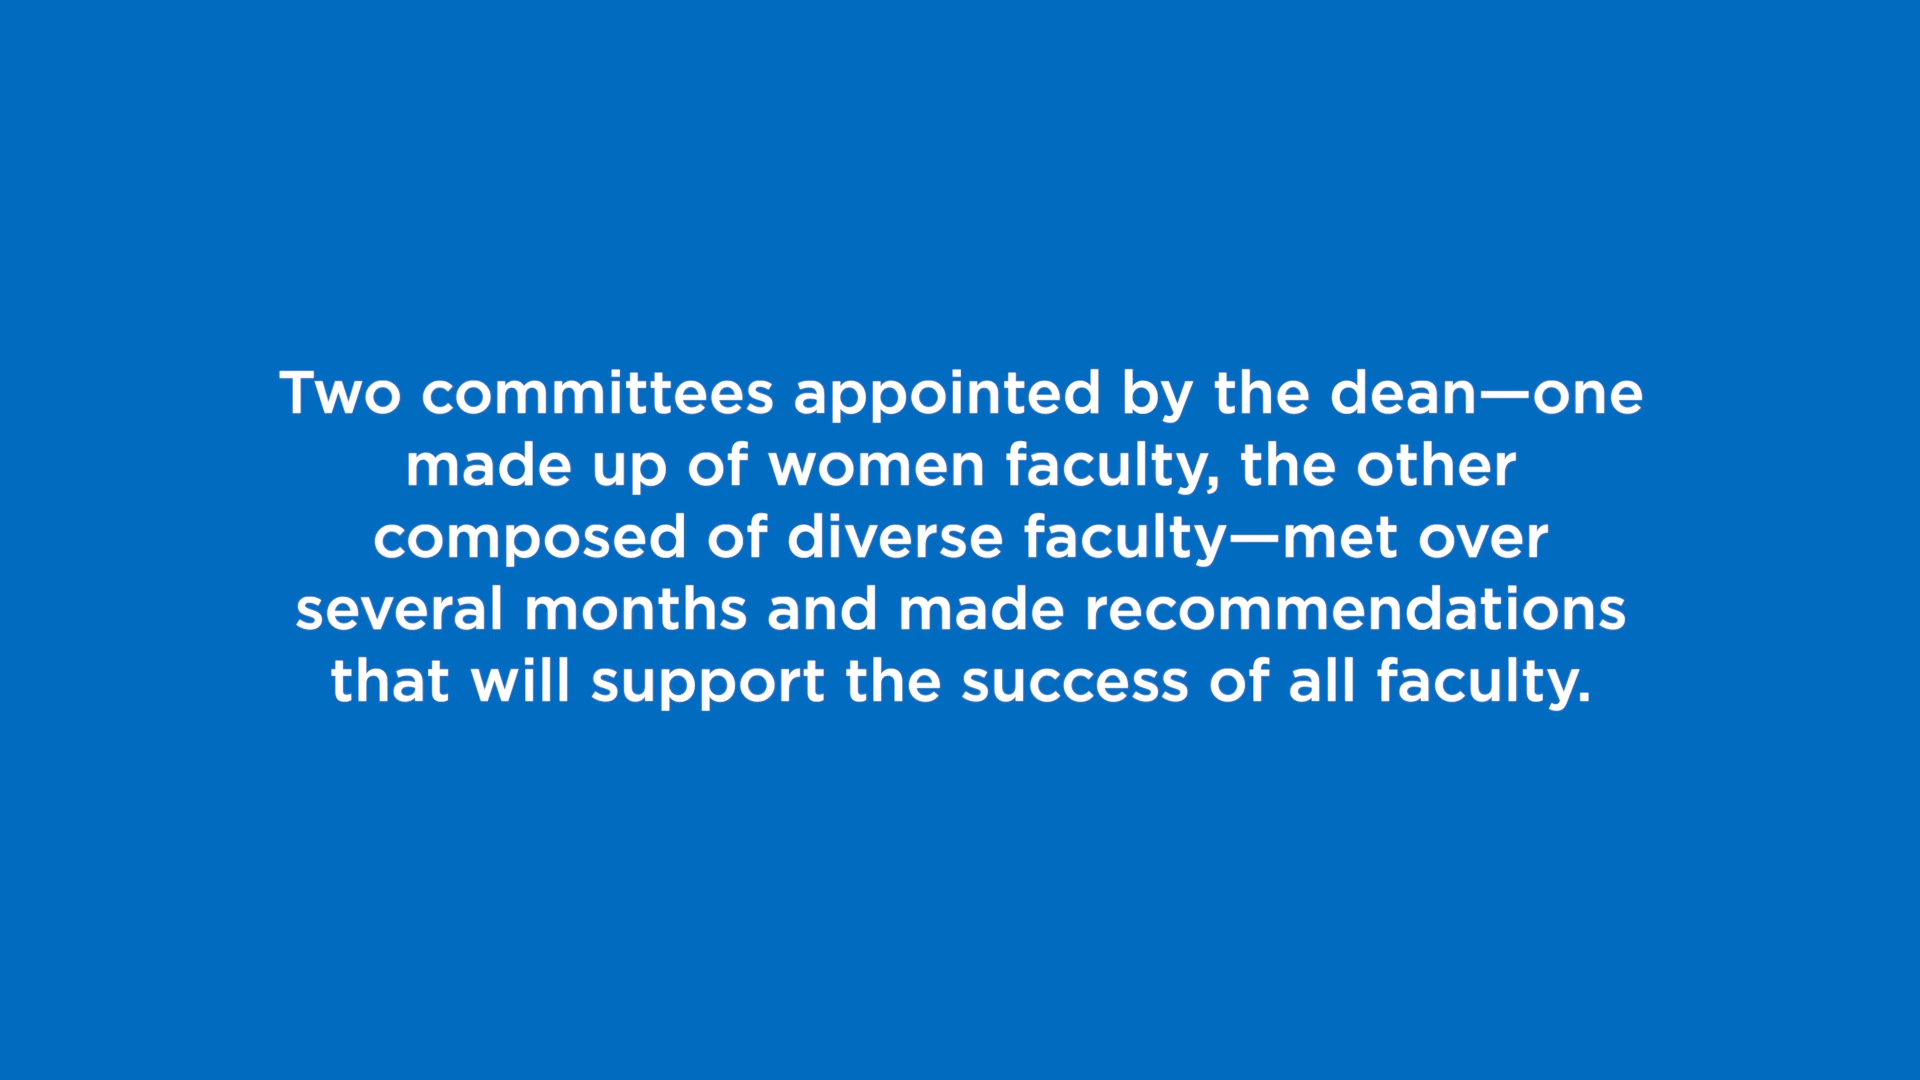 Two committees appointed by the dean—one
made up of women faculty, the other
composed of diverse faculty—met over
several months and made recommendations
that will support the success of all faculty.